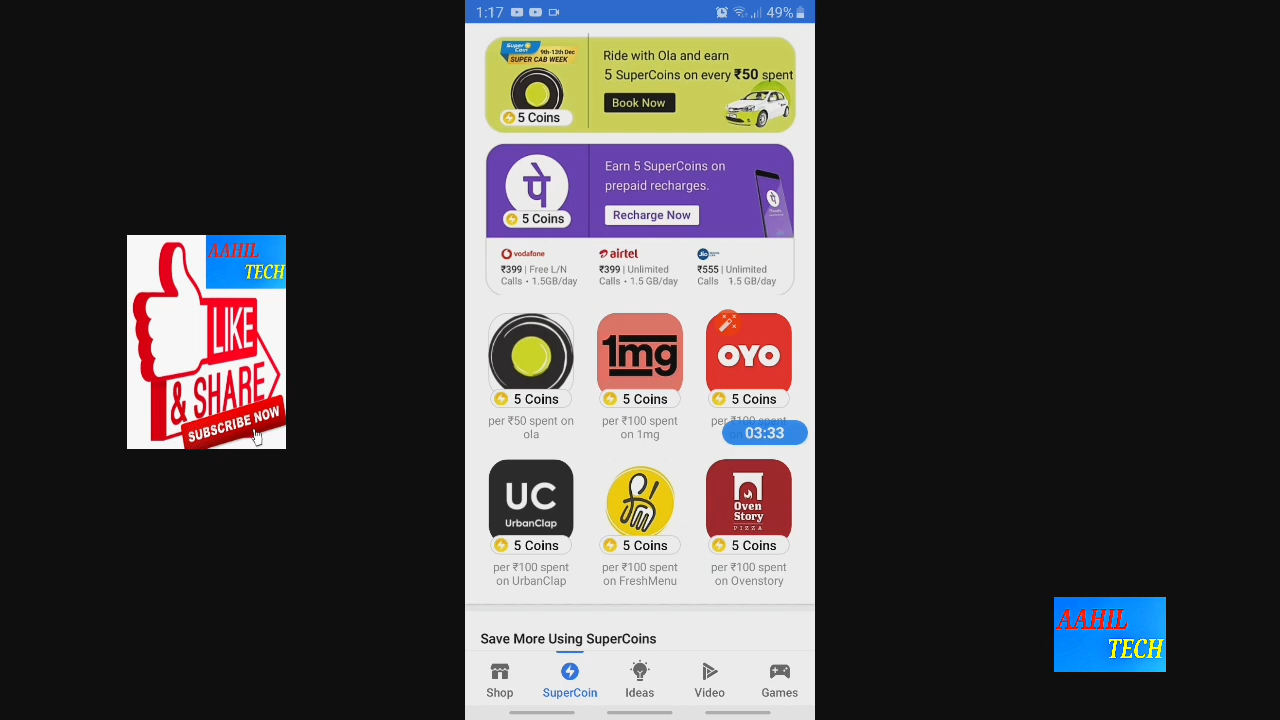 1:17
49%
Super Coin
9th-13th Dec
SUPER CAB WEEK
5 Coins
Ride with Ola and earn
5 SuperCoins on every ₹50 spent
Book Now
पे
5 Coins
Earn 5 SuperCoins on
prepaid recharges.
Recharge Now
vodafone
₹399 | Free L/N
Calls • 1.5GB/day
airtel
₹399 | Unlimited
Calls • 1.5 GB/day
Jio
₹555 | Unlimited
Calls 1.5 GB/day
5 Coins
per ₹50 spent on
ola
1mg
5 Coins
per ₹100 spent
on 1mg
OYO
5 Coins
per ₹100 spent
03:33
UC
UrbanClap
5 Coins
per ₹100 spent
on UrbanClap
5 Coins
per ₹100 spent
on FreshMenu
Oven
Story
PIZZA
5 Coins
per ₹100 spent
on Ovenstory
Save More Using SuperCoins
Shop
SuperCoin
Ideas
Video
Games
AAHIL
TECH
LIKE
& SHARE
SUBSCRIBE NOW
AAHIL
TECH